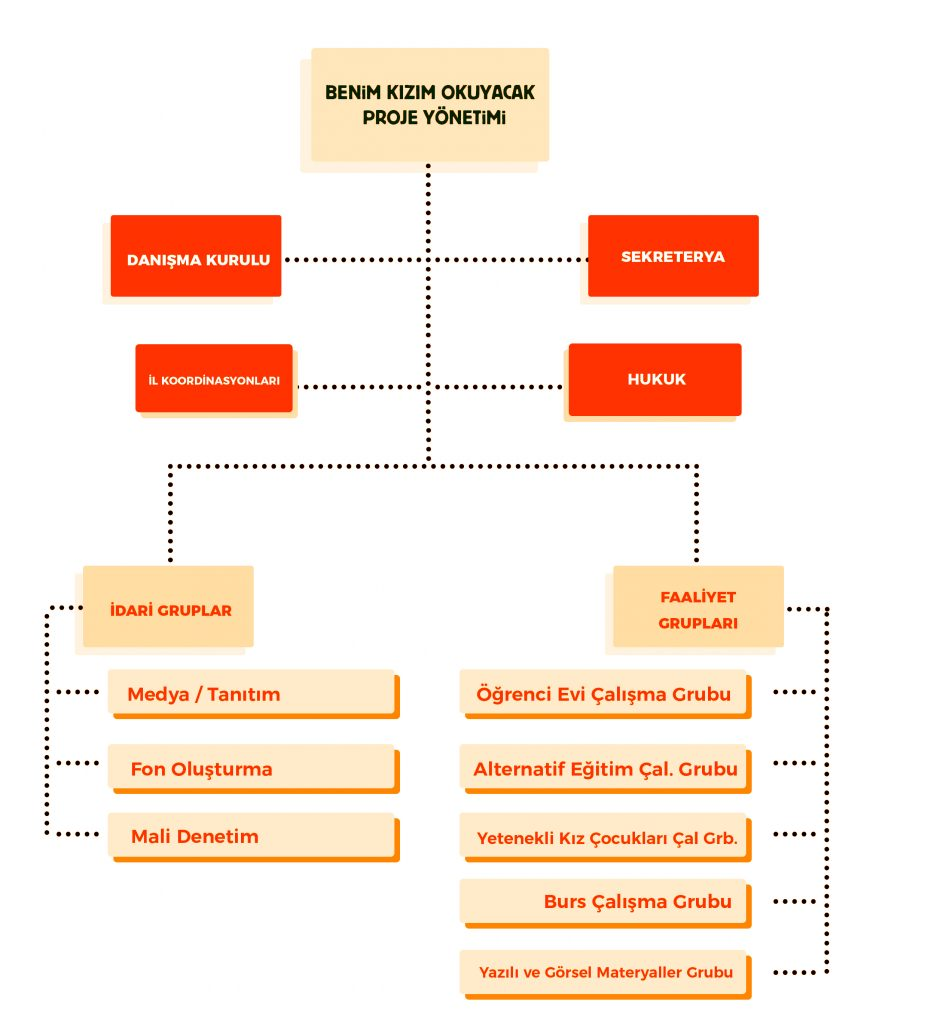 BENİM KIZIM OKUYACAK
PROJE YÖNETİMİ
DANIŞMA KURULU
SEKRETERYA
İL KOORDİNASYONLARI
HUKUK
İDARİ GRUPLAR
FAALİYET
GRUPLARI
Medya / Tanıtım
Fon Oluşturma
Mali Denetim
Öğrenci Evi Çalışma Grubu
Alternatif Eğitim Çal. Grubu
Yetenekli Kız Çocukları Çal Grb.
Burs Çalışma Grubu
Yazılı ve Görsel Materyaller Grubu